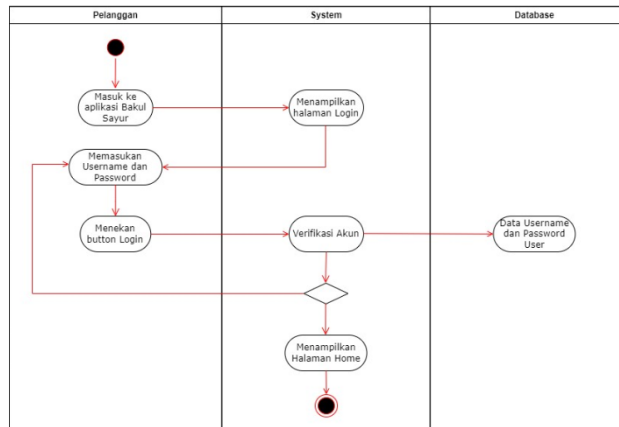 Pelanggan
System
Database
Masuk ke
aplikasi Bakul
Sayur
Menampilkan
halaman Login
Memasukan
Username dan
Password
Menekan
button Login
Verifikasi Akun
Data Username
dan Password
User
Menampilkan
Halaman Home